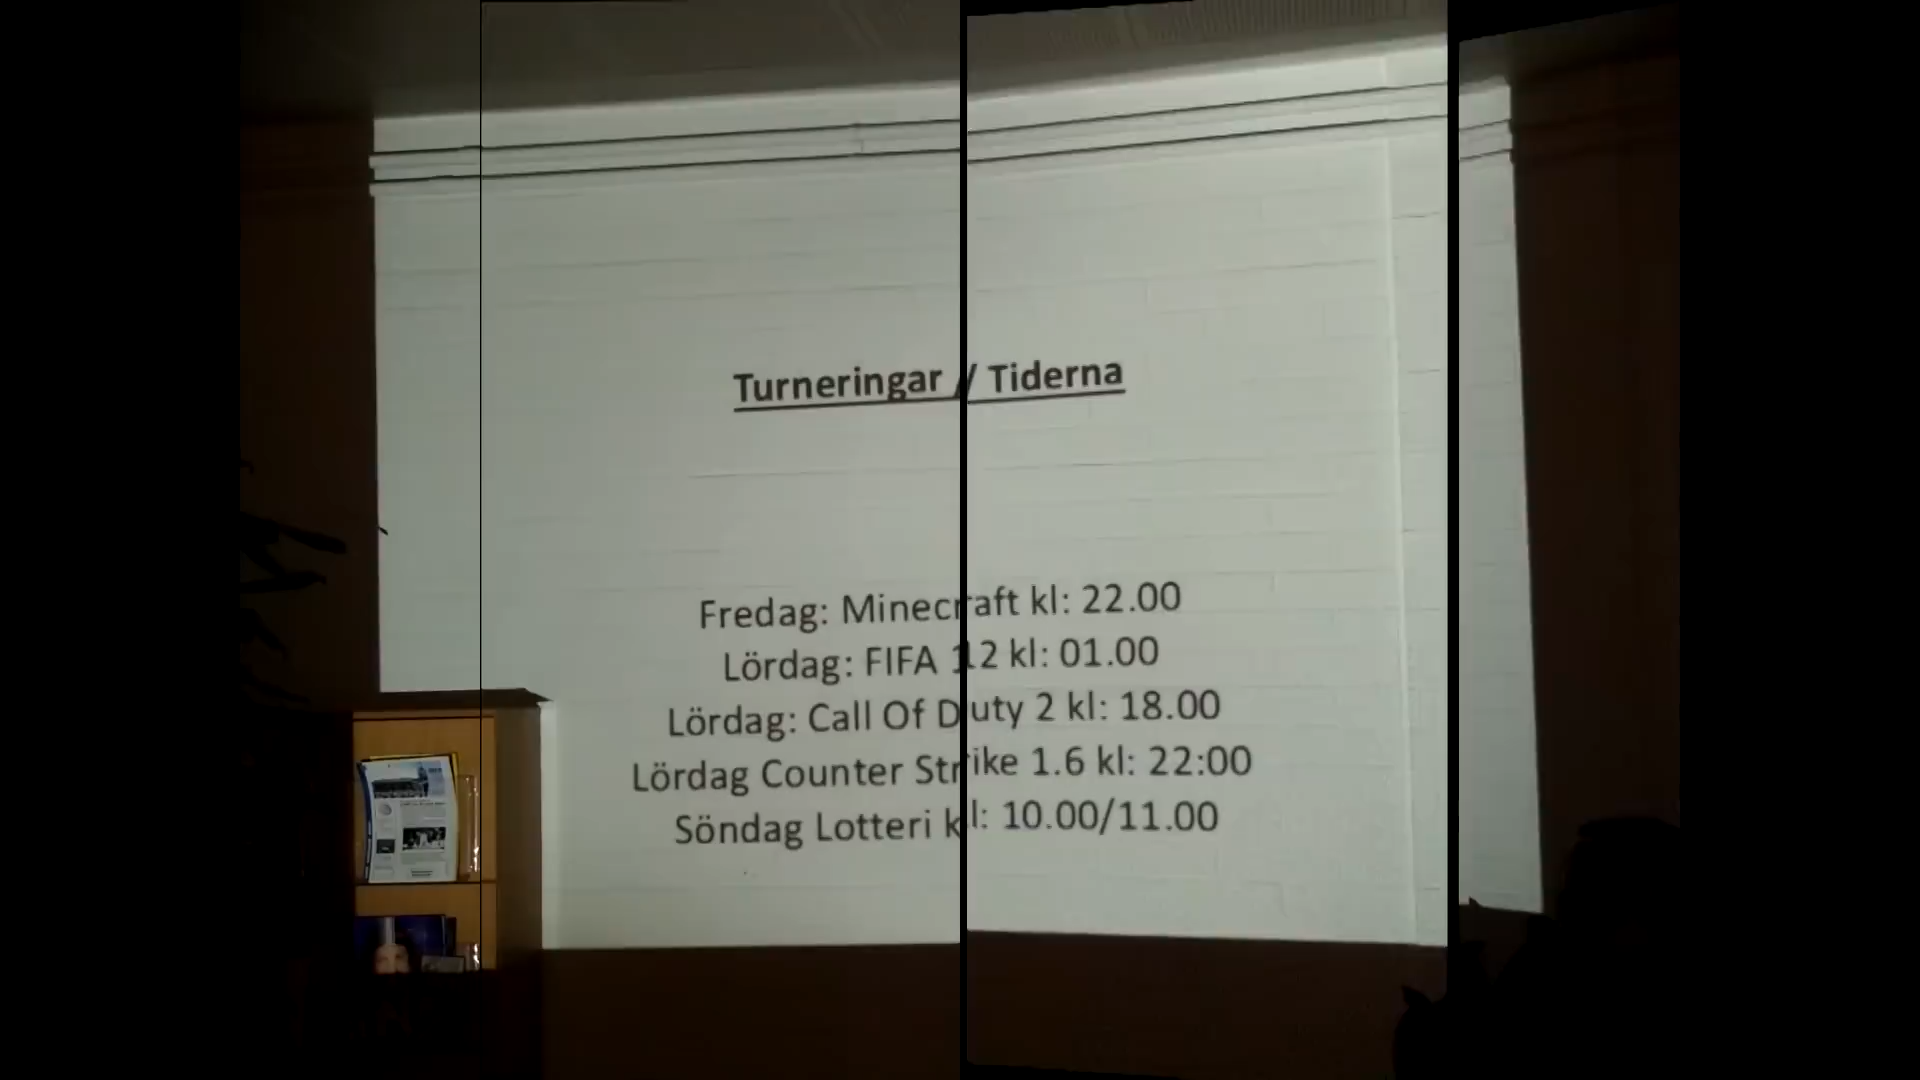 Turneringar // Tiderna
Fredag: Minecraft kl: 22.00
Lördag: FIFA 12 kl: 01.00
Lördag: Call Of Duty 2 kl: 18.00
Lördag Counter Strike 1.6 kl: 22:00
Söndag Lotteri kl: 10.00/11.00